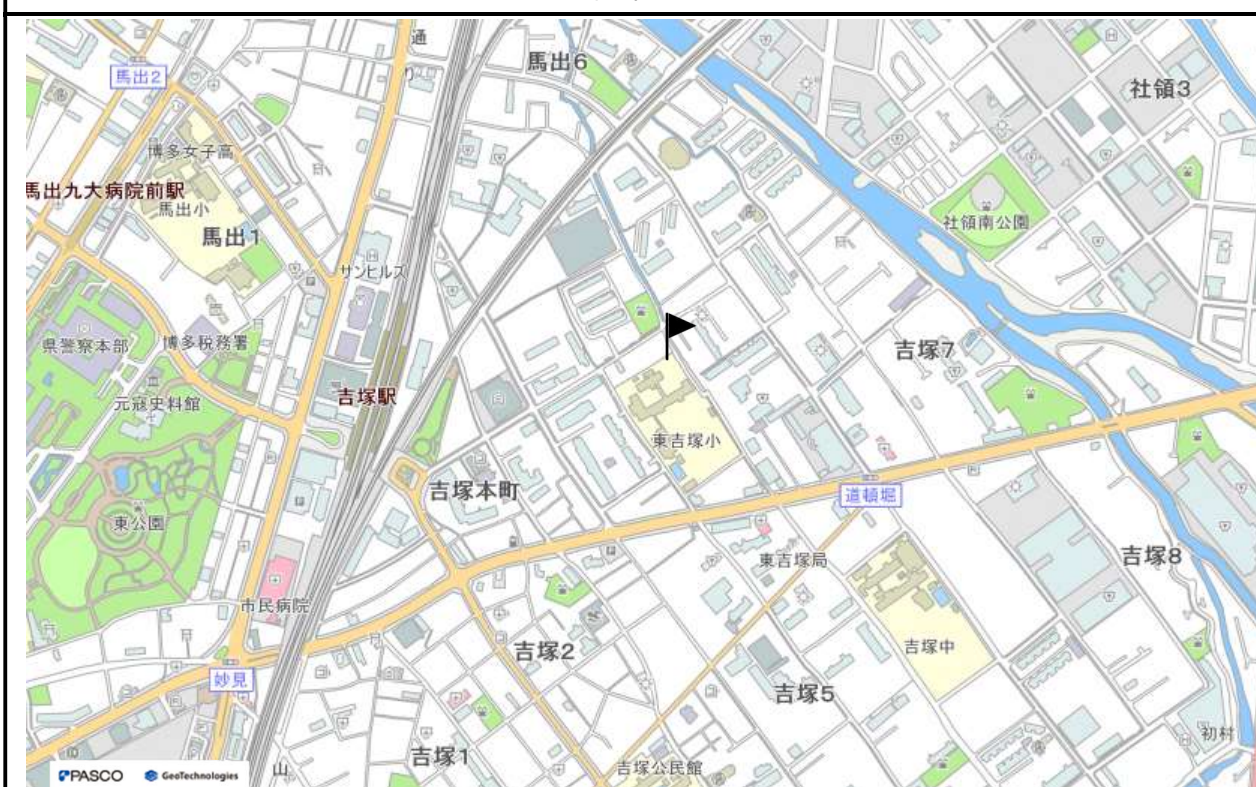 通り
馬出6
馬出2
社領3
博多女子高
馬出九大病院前駅
馬出小
馬出1
社領南公園
サンヒルズ
県警察本部
博多税務署
吉塚7
元寇史料館
吉塚駅
東吉塚小
吉塚本町
道頓堀
東公園
東吉塚局
吉塚8
市民病院
吉塚2
吉塚中
妙見
吉塚5
初村
吉塚1
吉塚公民館
山
PASCO GeoTechnologies